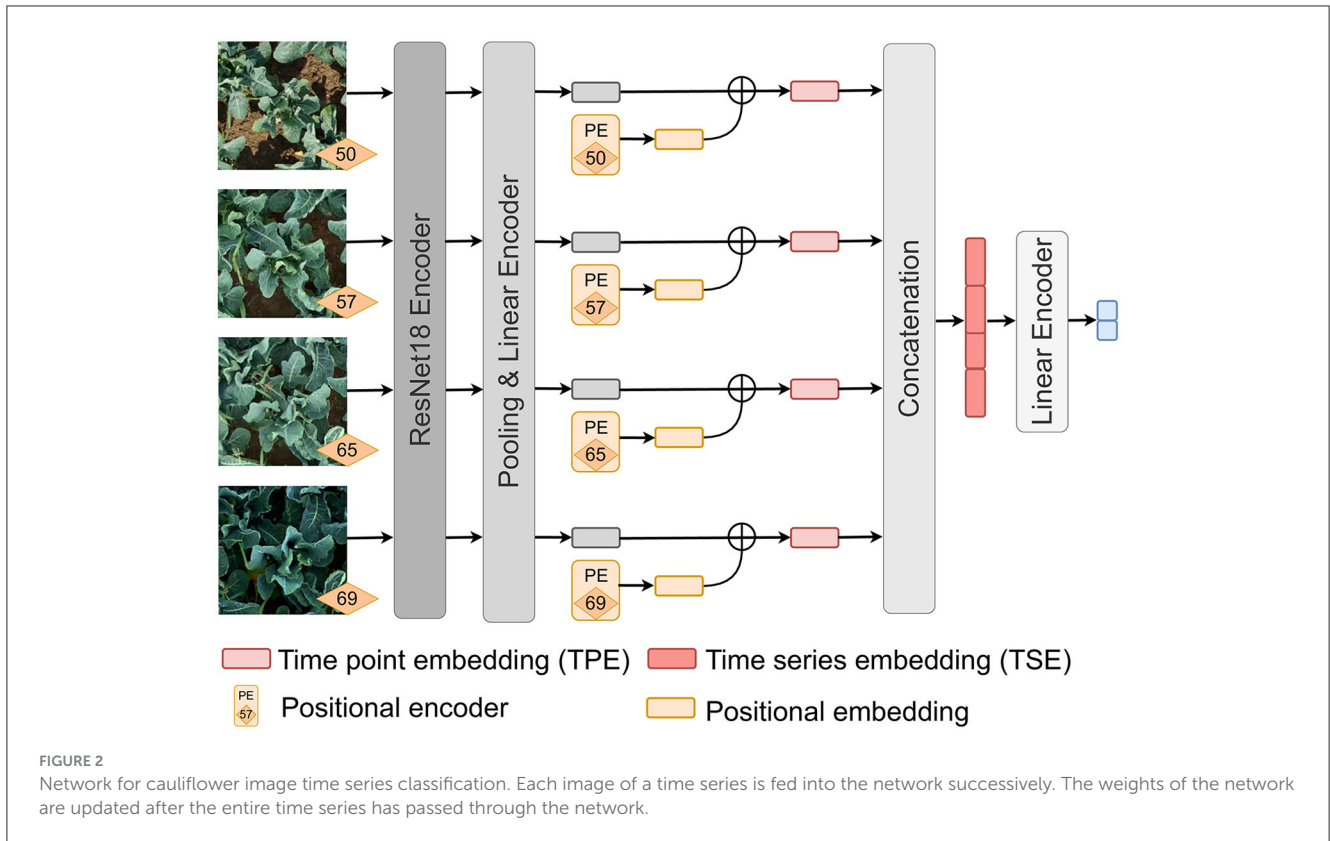 50
57
65
69
ResNet18 Encoder
Pooling & Linear Encoder
PE
50
PE
57
PE
65
PE
69
Concatenation
Linear Encoder
Time point embedding (TPE)
Time series embedding (TSE)
PE
57
Positional encoder
Positional embedding
FIGURE 2
Network for cauliflower image time series classification. Each image of a time series is fed into the network successively. The weights of the network
are updated after the entire time series has passed through the network.